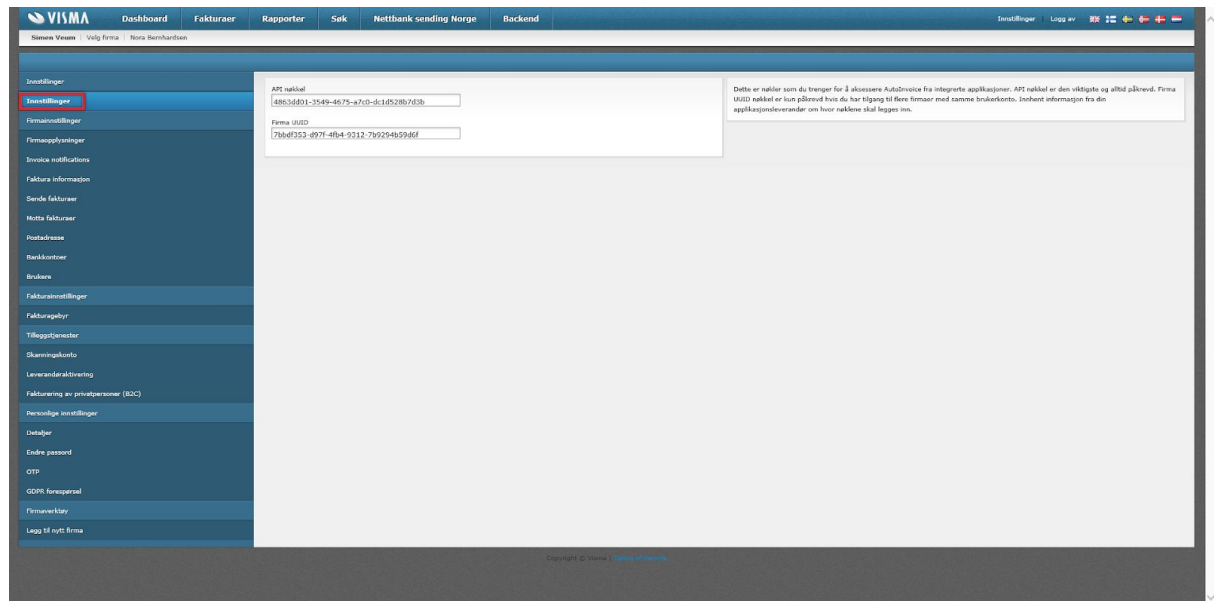 VISMA Dashboard Fakturaer Rapporter Søk Nettbank sending Norge Backend Innstillinger Logg av
Simen Veum Velg firma Nora Bernhardsen
Innstillinger
Innstillinger
Firmainnstillinger
Firmaopplysninger
Invoice notifications
Faktura informasjon
Sende fakturaer
Motta fakturaer
Postadresse
Bankkontoer
Brukere
Fakturainnstillinger
Fakturagebyr
Tilleggstjenester
Skanningskonto
Leverandøraktivering
Fakturering av privatpersoner (B2C)
Personlige innstillinger
Detaljer
Endre passord
OTP
GDPR forespørsel
Firmaverktøy
Legg til nytt firma
API nøkkel
4863dd01-3549-4675-a7c0-dc1d528b7d3b
Firma UUID
7bbdf353-d97f-4fb4-9312-7b9294b59d6f
Dette er nøkler som du trenger for å aksessere AutoInvoice fra integrerte applikasjoner. API nøkkel er den viktigste og alltid påkrevd. Firma
UUID nøkkel er kun påkrevd hvis du har tilgang til flere firmaer med samme brukerkonto. Innhent informasjon fra din
applikasjonsleverandør om hvor nøklene skal legges inn.
Copyright © Visma |